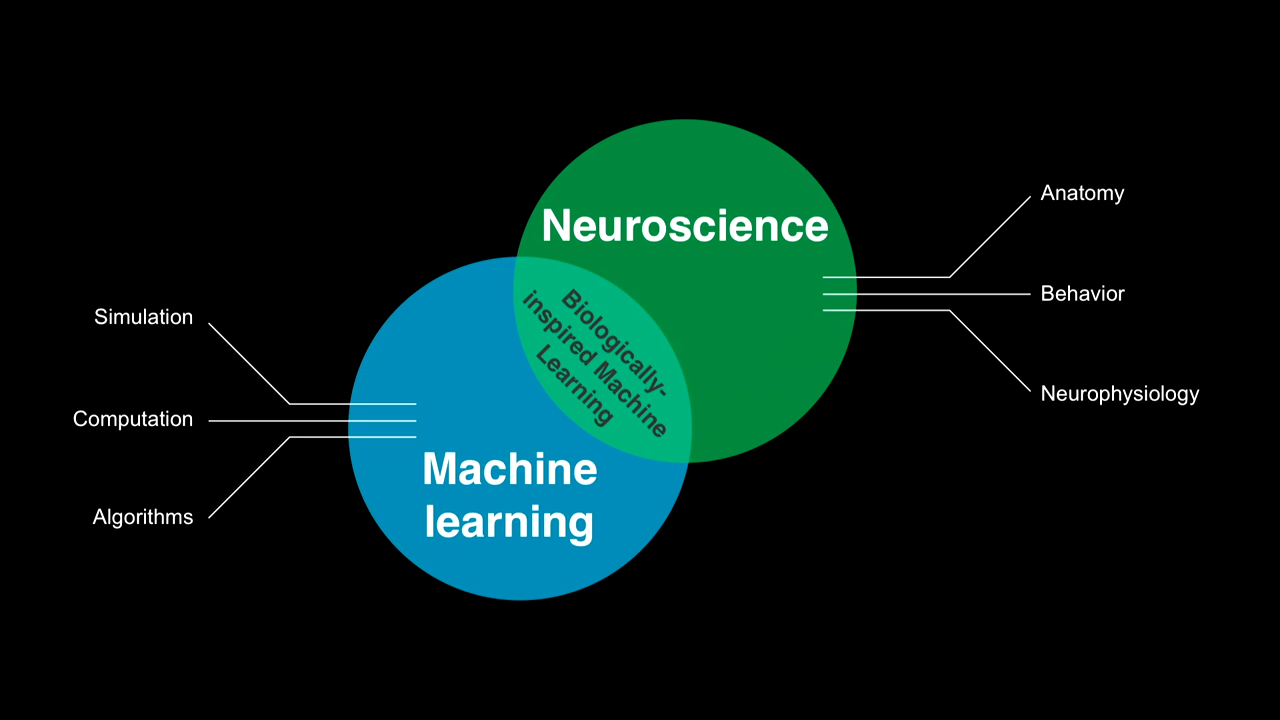 Neuroscience
Anatomy
Behavior
Neurophysiology
Biologically-
inspired Machine
Learning
Simulation
Computation
Algorithms
Machine
learning